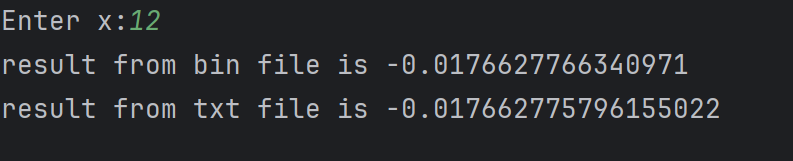 Enter x:12
result from bin file is -0.0176627766340971
result from txt file is -0.017662775796155022